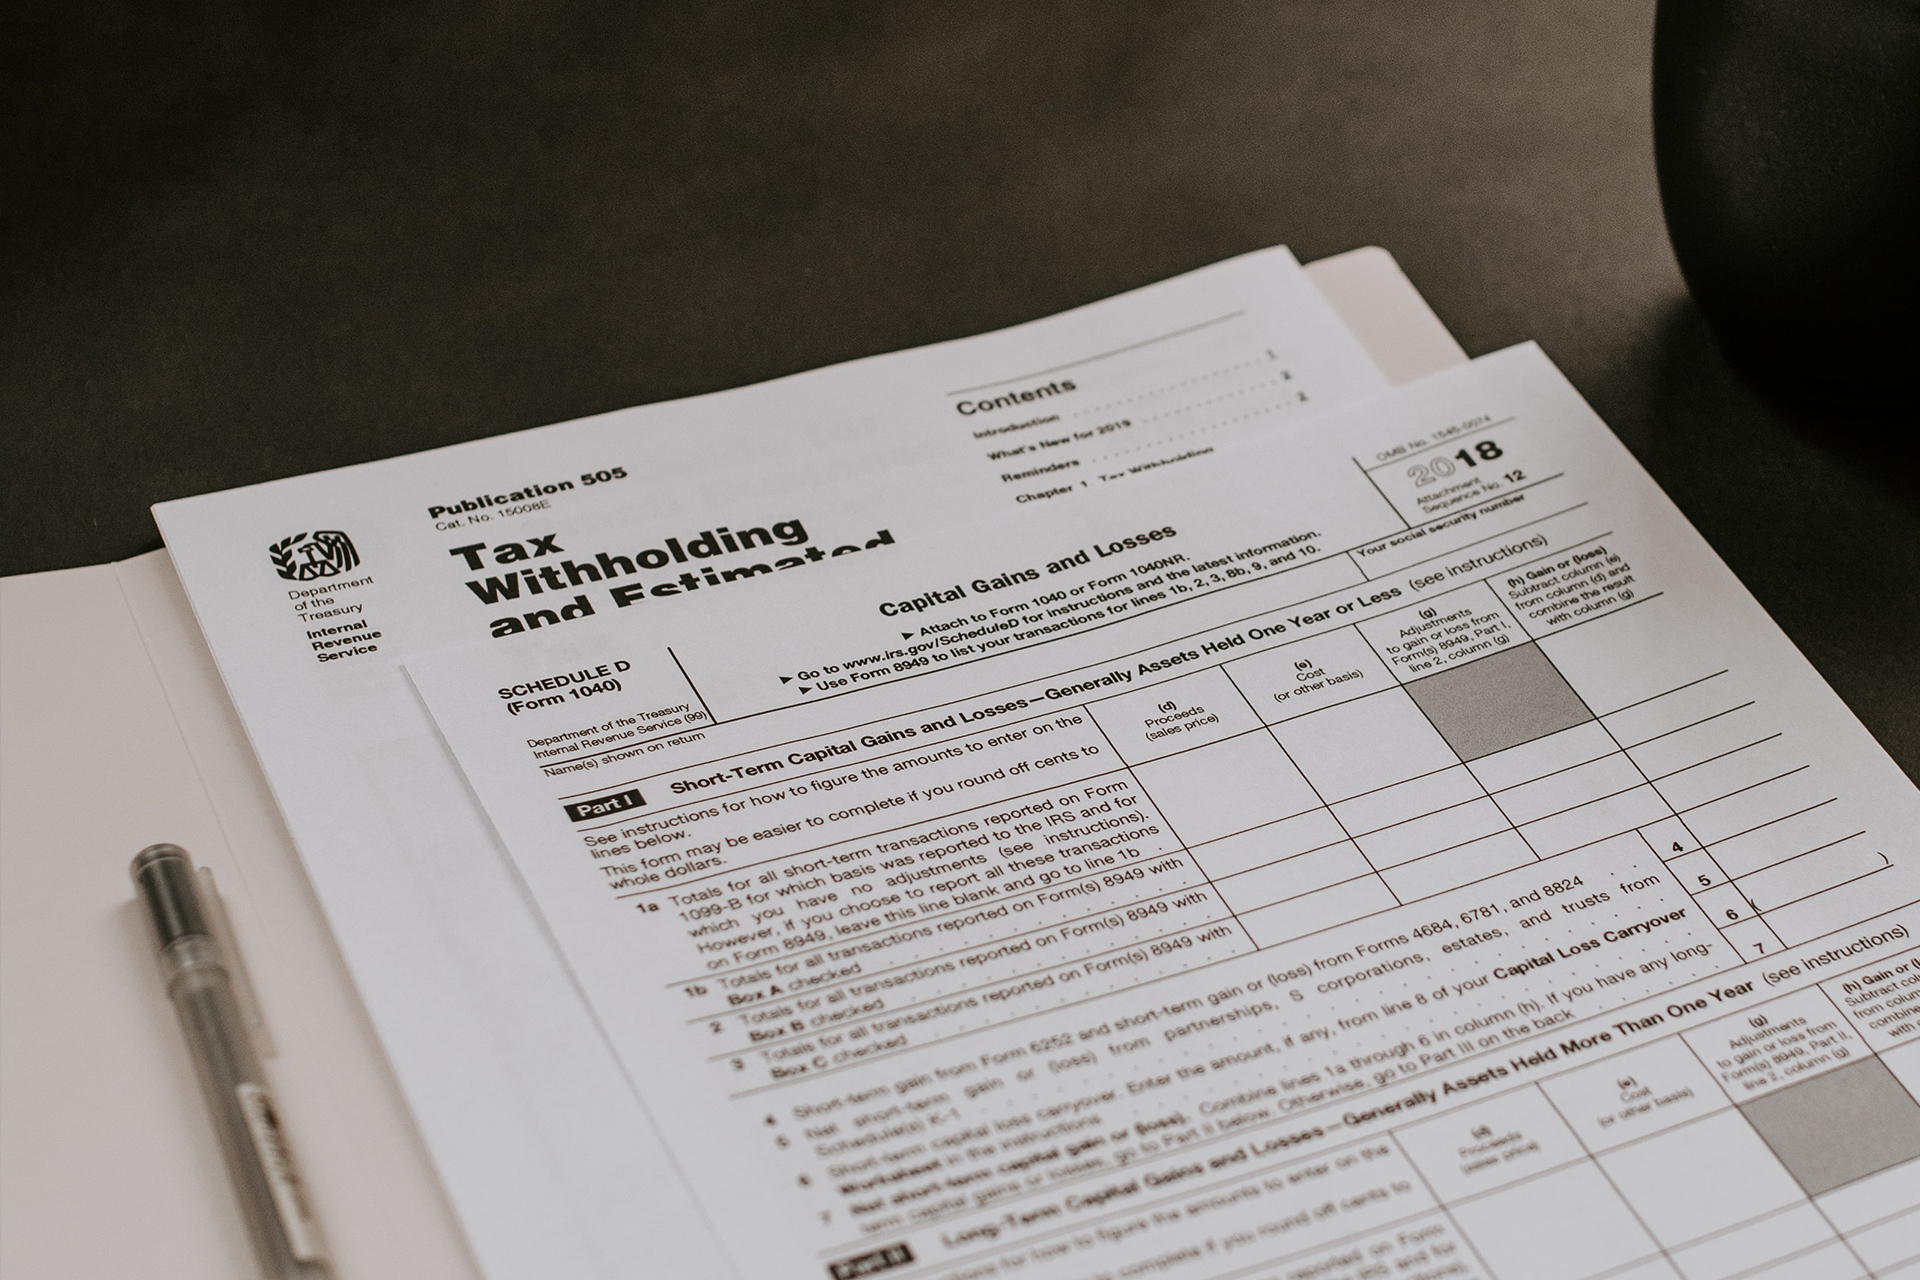 Publication 505
Cat. No. 15008E
Tax
Withholding
and Estimated
Department
of the
Treasury
Internal
Revenue
Service
Contents
Introduction . . . . . . . . . . . . . . . 1
What's New for 2019 . . . . . . . . . . . 2
Reminders . . . . . . . . . . . . . . . 2
Chapter 1. Tax Withholding
SCHEDULE D
(Form 1040)
Department of the Treasury
Internal Revenue Service (99)
Capital Gains and Losses
► Attach to Form 1040 or Form 1040NR.
► Go to www.irs.gov/ScheduleD for instructions and the latest information.
► Use Form 8949 to list your transactions for lines 1b, 2, 3, 8b, 9, and 10.
OMB No. 1545-0074
2018
Attachment
Sequence No. 12
Name(s) shown on return
Your social security number
Part I Short-Term Capital Gains and Losses—Generally Assets Held One Year or Less (see instructions)
See instructions for how to figure the amounts to enter on the
lines below.
This form may be easier to complete if you round off cents to
whole dollars.
(d)
Proceeds
(sales price)
(e)
Cost
(or other basis)
(g)
Adjustments
to gain or loss from
Form(s) 8949, Part I,
line 2, column (g)
(h) Gain or (loss)
Subtract column (e)
from column (d) and
combine the result
with column (g)
1a Totals for all short-term transactions reported on Form
1099-B for which basis was reported to the IRS and for
which you have no adjustments (see instructions).
However, if you choose to report all these transactions
on Form 8949, leave this line blank and go to line 1b .
1b Totals for all transactions reported on Form(s) 8949 with
Box A checked . . . . . . . . . . . . .
2 Totals for all transactions reported on Form(s) 8949 with
Box B checked . . . . . . . . . . . . .
3 Totals for all transactions reported on Form(s) 8949 with
Box C checked . . . . . . . . . . . . .
4 Short-term gain from Form 6252 and short-term gain or (loss) from Forms 4684, 6781, and 8824 . . 4
5 Net short-term gain or (loss) from partnerships, S corporations, estates, and trusts from
Schedule(s) K-1 . . . . . . . . . . . . . . . . 5
6 Short-term capital loss carryover. Enter the amount, if any, from line 8 of your Capital Loss Carryover
Worksheet in the instructions . . . . . . . . . . . . . 6 ( )
7 Net short-term capital gain or (loss). Combine lines 1a through 6 in column (h). If you have any long-
term capital gains or losses, go to Part II below. Otherwise, go to Part III on the back . . . . . 7
Part II Long-Term Capital Gains and Losses—Generally Assets Held More Than One Year (see instructions)
for how to figure the amounts to enter on the
complete if you round off cents to
(d)
Proceeds
(sales price)
(e)
Cost
(or other basis)
(g)
Adjustments
to gain or loss from
Form(s) 8949, Part II,
line 2, column (g)
(h) Gain or
Subtract
from colum
combine
with
reported on Form
IRS and for